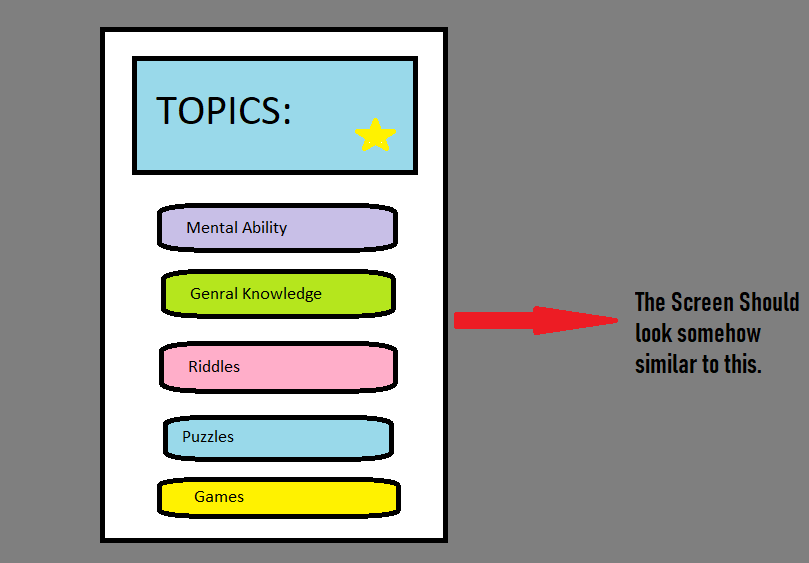 TOPICS:
Mental Ability
Genral Knowledge
Riddles
Puzzles
Games
The Screen Should
look somehow
similar to this.